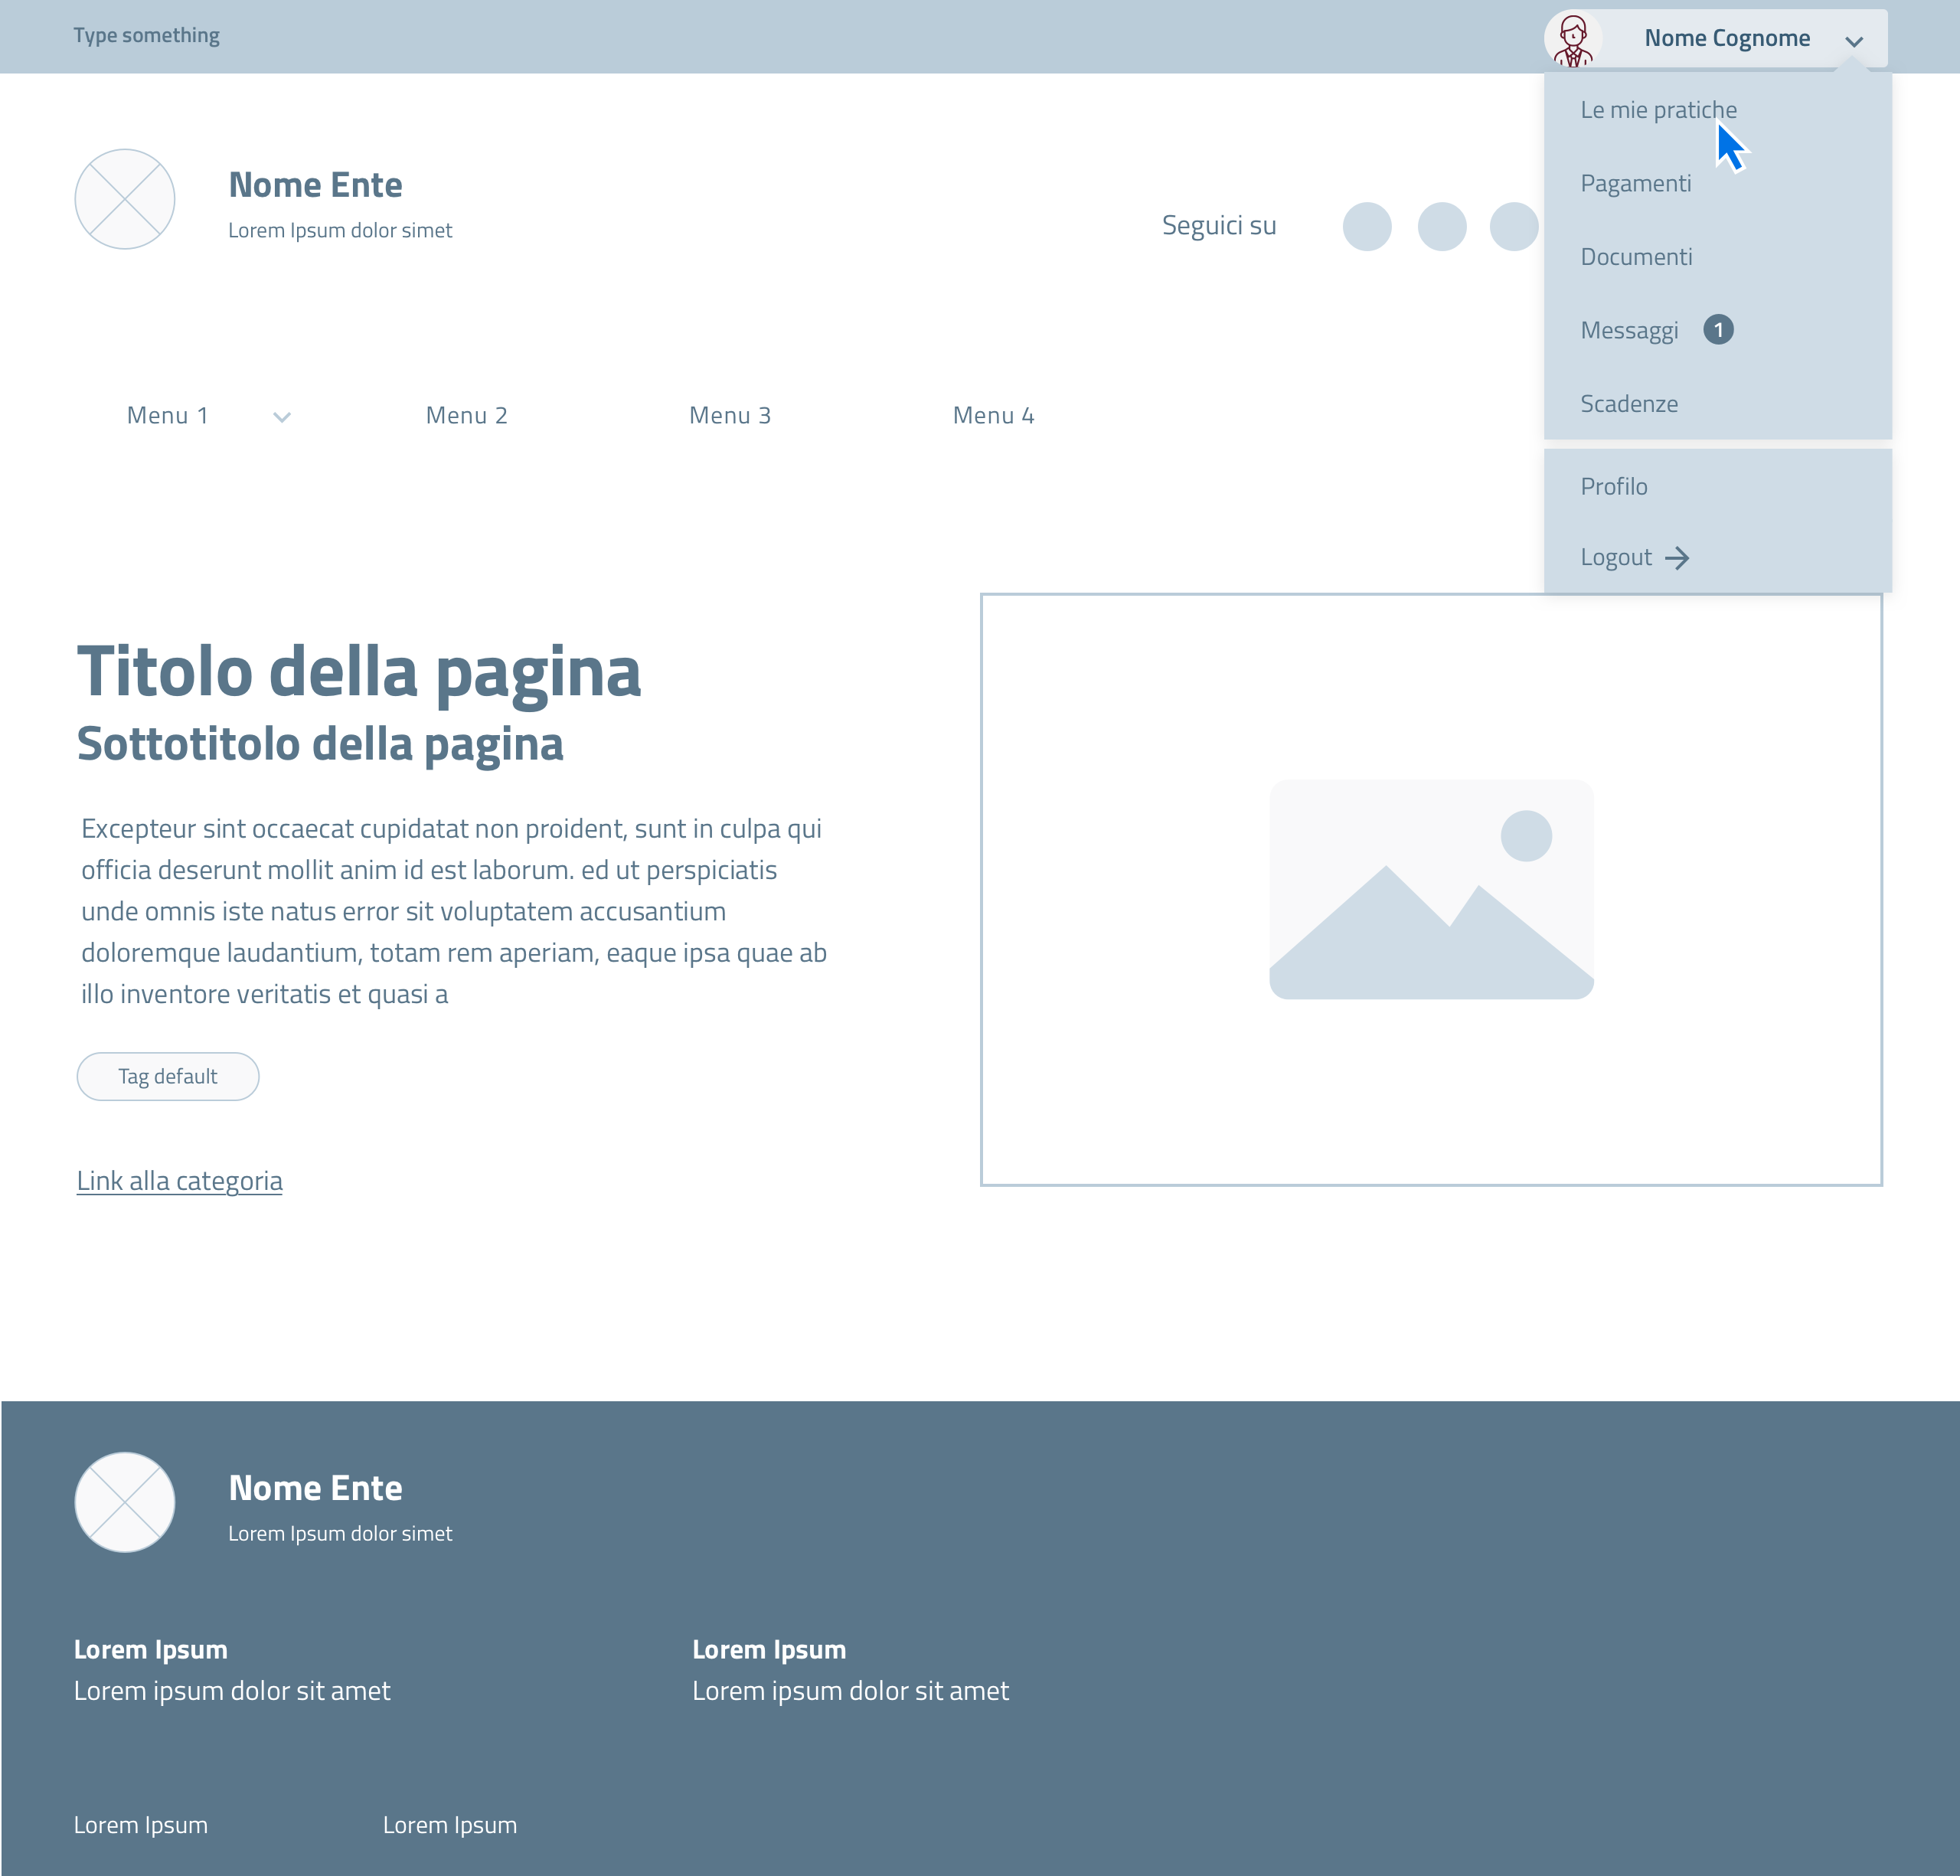 Type something
Nome Cognome
Le mie pratiche
Pagamenti
Documenti
Messaggi 1
Scadenze
Profilo
Logout
Nome Ente
Lorem Ipsum dolor simet
Seguici su
Menu 1
Menu 2
Menu 3
Menu 4
Titolo della pagina
Sottotitolo della pagina
Excepteur sint occaecat cupidatat non proident, sunt in culpa qui
officia deserunt mollit anim id est laborum. ed ut perspiciatis
unde omnis iste natus error sit voluptatem accusantium
doloremque laudantium, totam rem aperiam, eaque ipsa quae ab
illo inventore veritatis et quasi a
Tag default
Link alla categoria
Nome Ente
Lorem Ipsum dolor simet
Lorem Ipsum
Lorem ipsum dolor sit amet
Lorem Ipsum
Lorem ipsum dolor sit amet
Lorem Ipsum
Lorem Ipsum